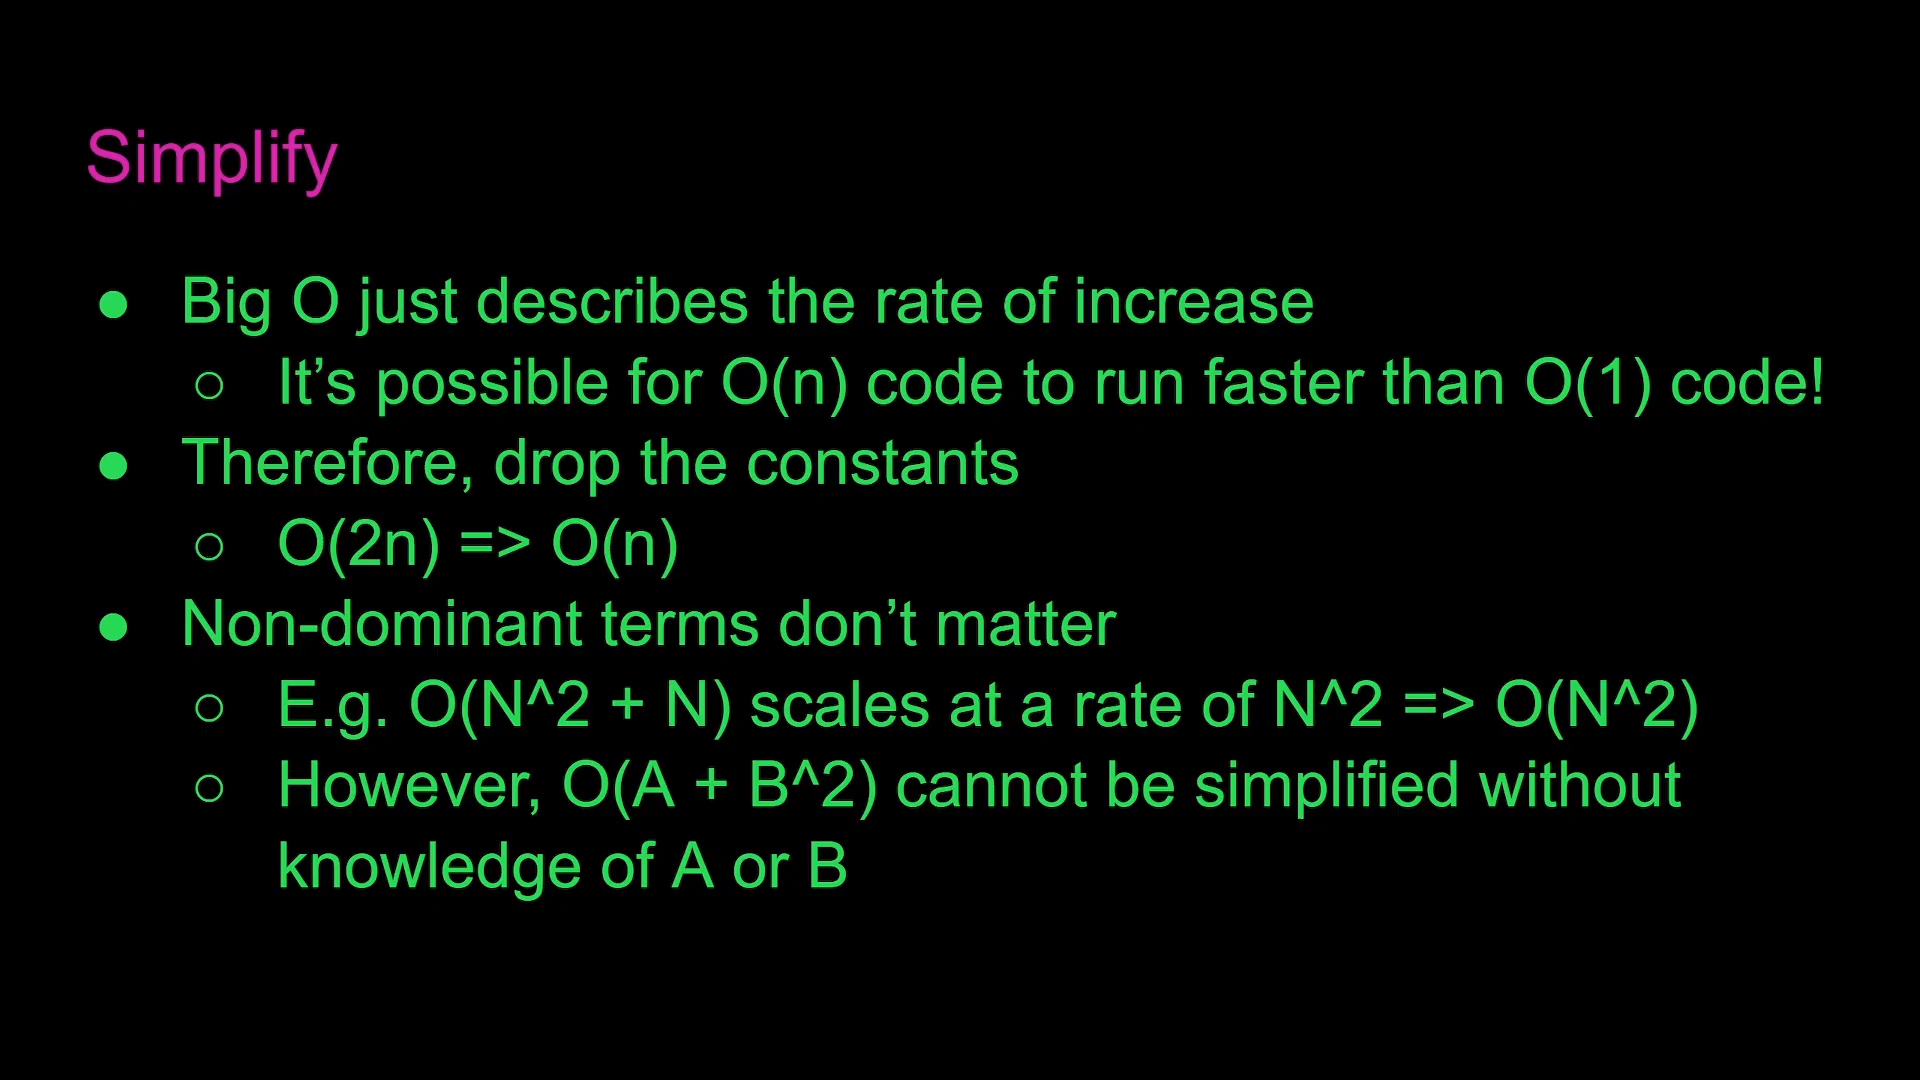 Simplify
● Big O just describes the rate of increase
○ It’s possible for O(n) code to run faster than O(1) code!
● Therefore, drop the constants
○ O(2n) => O(n)
● Non-dominant terms don’t matter
○ E.g. O(N^2 + N) scales at a rate of N^2 => O(N^2)
○ However, O(A + B^2) cannot be simplified without
knowledge of A or B